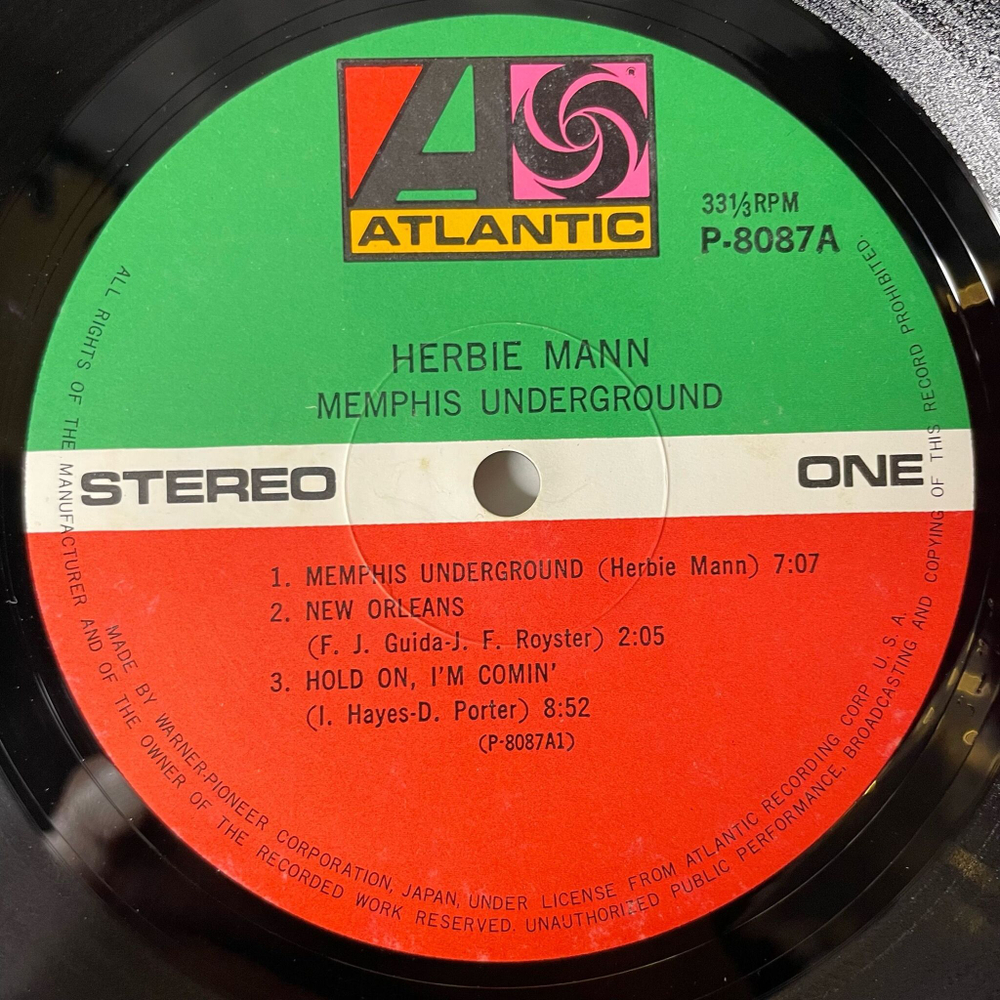 ATLANTIC
®
33⅓RPM
P-8087A
HERBIE MANN
MEMPHIS UNDERGROUND
STEREO
ONE
1. MEMPHIS UNDERGROUND (Herbie Mann) 7:07
2. NEW ORLEANS
(F. J. Guida-J. F. Royster) 2:05
3. HOLD ON, I'M COMIN'
(I. Hayes-D. Porter) 8:52
(P-8087A1)
MADE BY WARNER-PIONEER CORPORATION, JAPAN, UNDER LICENSE FROM ATLANTIC RECORDING CORP. U. S. A.
ALL RIGHTS OF THE MANUFACTURER AND OF THE OWNER OF THE RECORDED WORK RESERVED. UNAUTHORIZED PUBLIC PERFORMANCE, BROADCASTING AND COPYING OF THIS RECORD PROHIBITED.